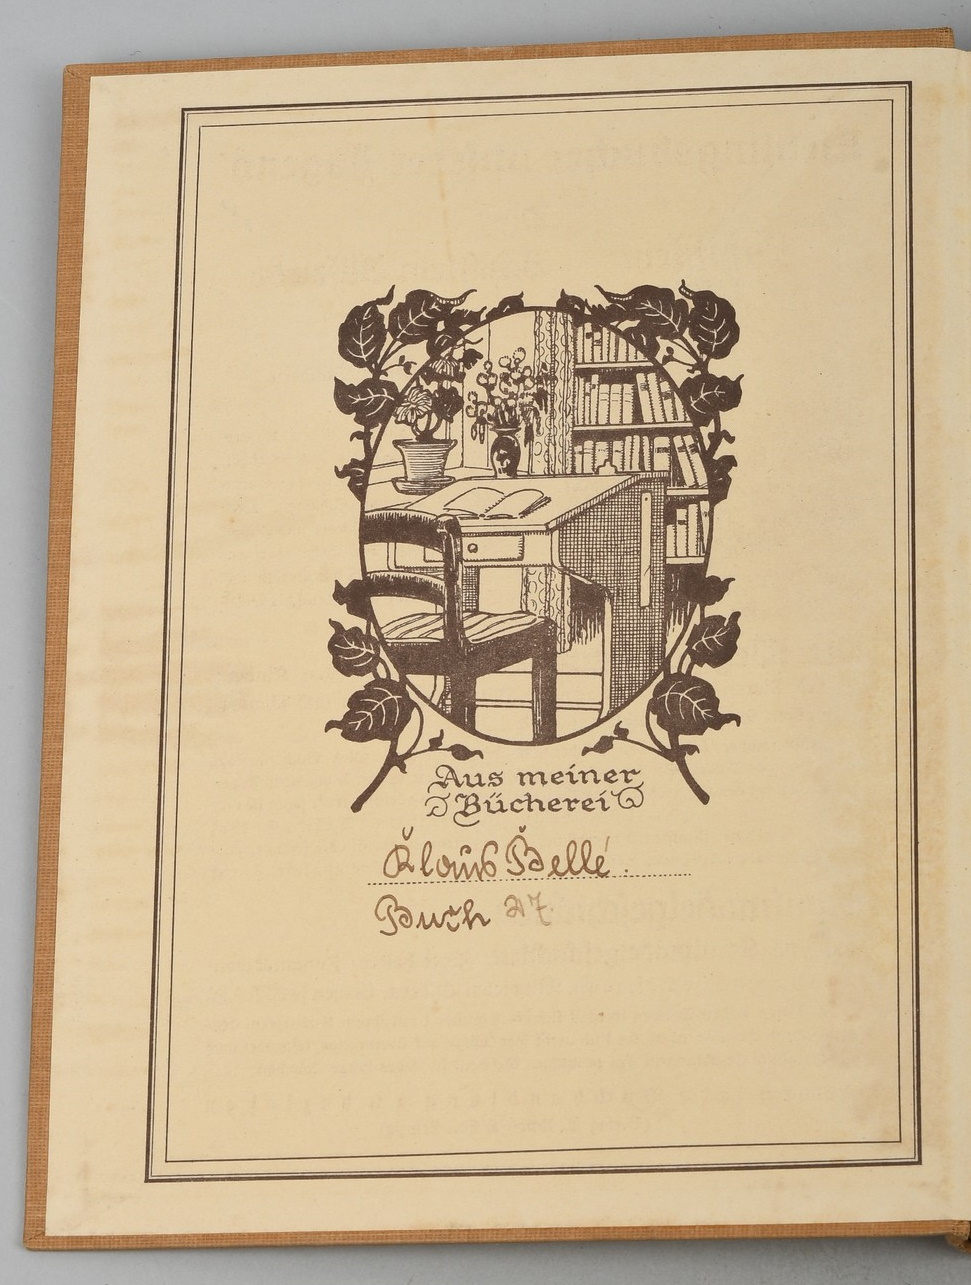 Aus meiner
Bücherei
Klaus Bellé.
Buch 27.